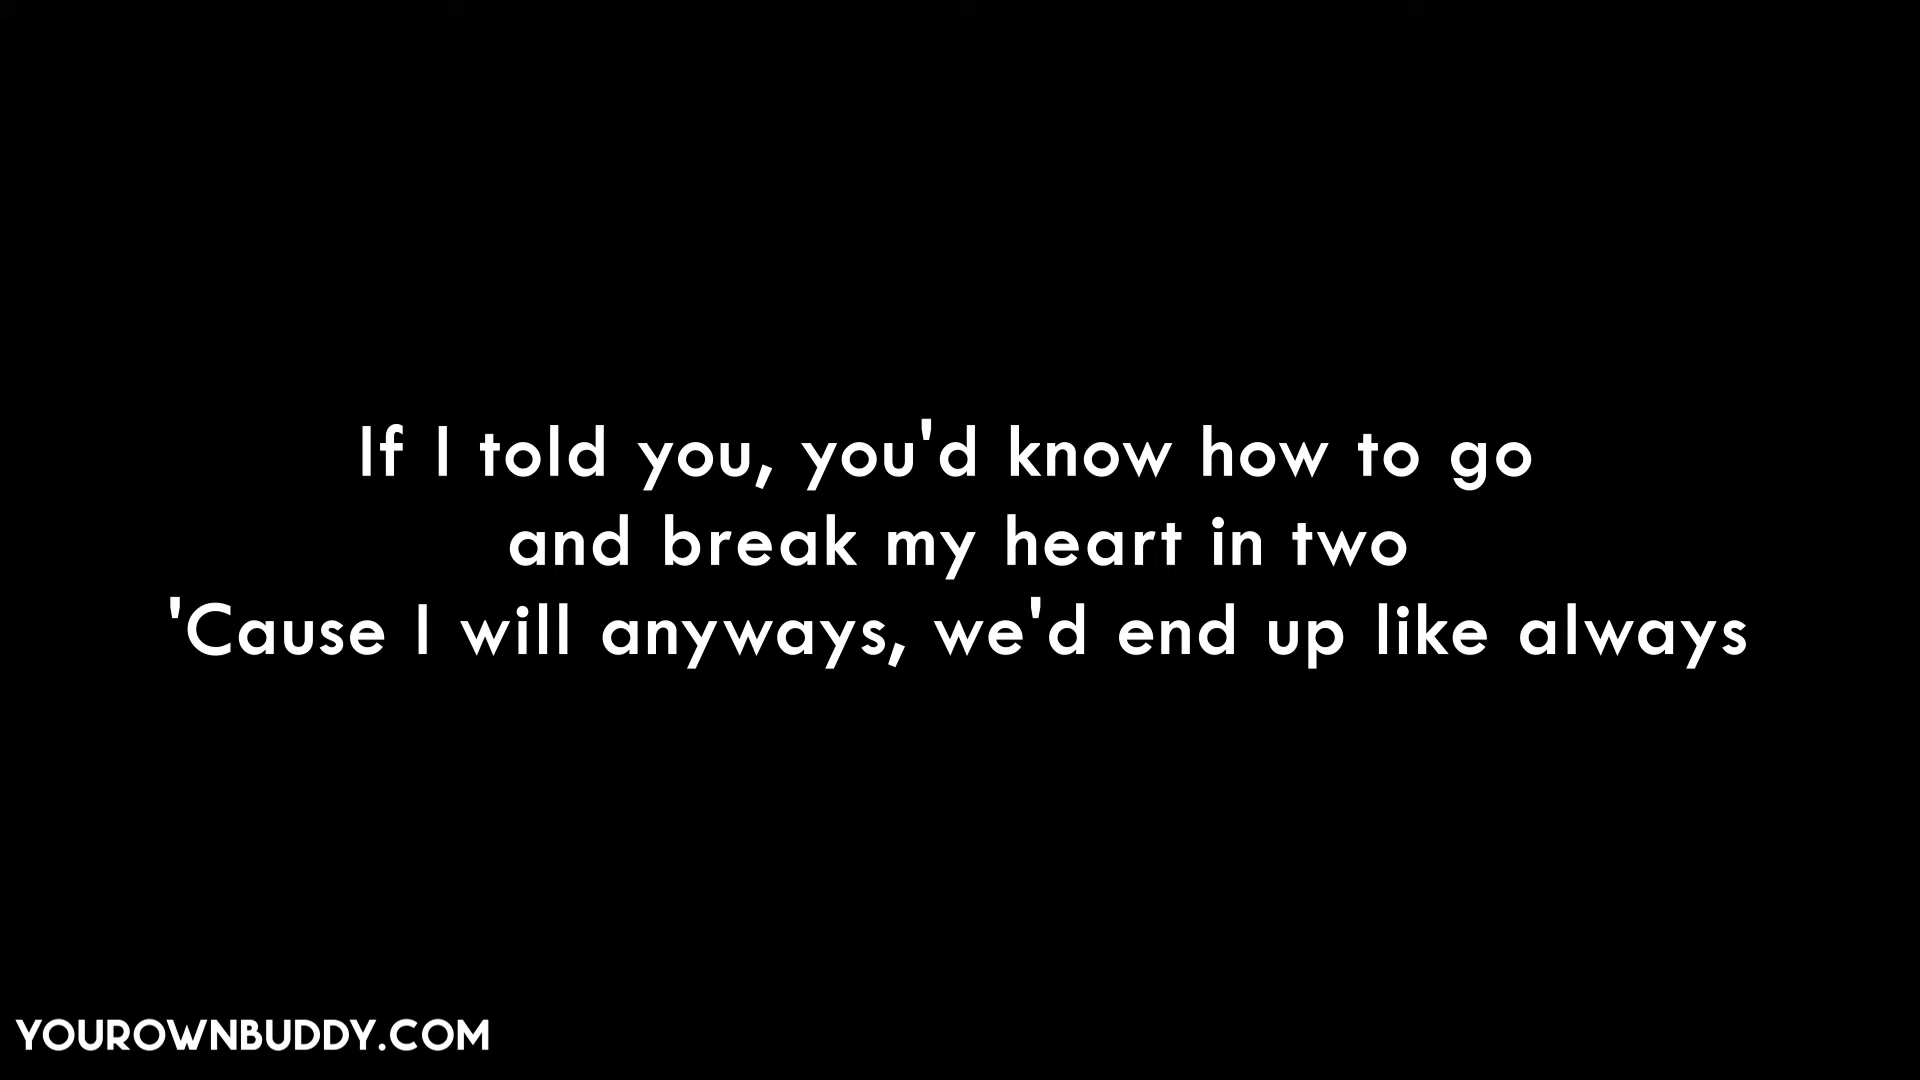 If I told you, you'd know how to go
and break my heart in two
'Cause I will anyways, we'd end up like always
YOUROWNBUDDY.COM